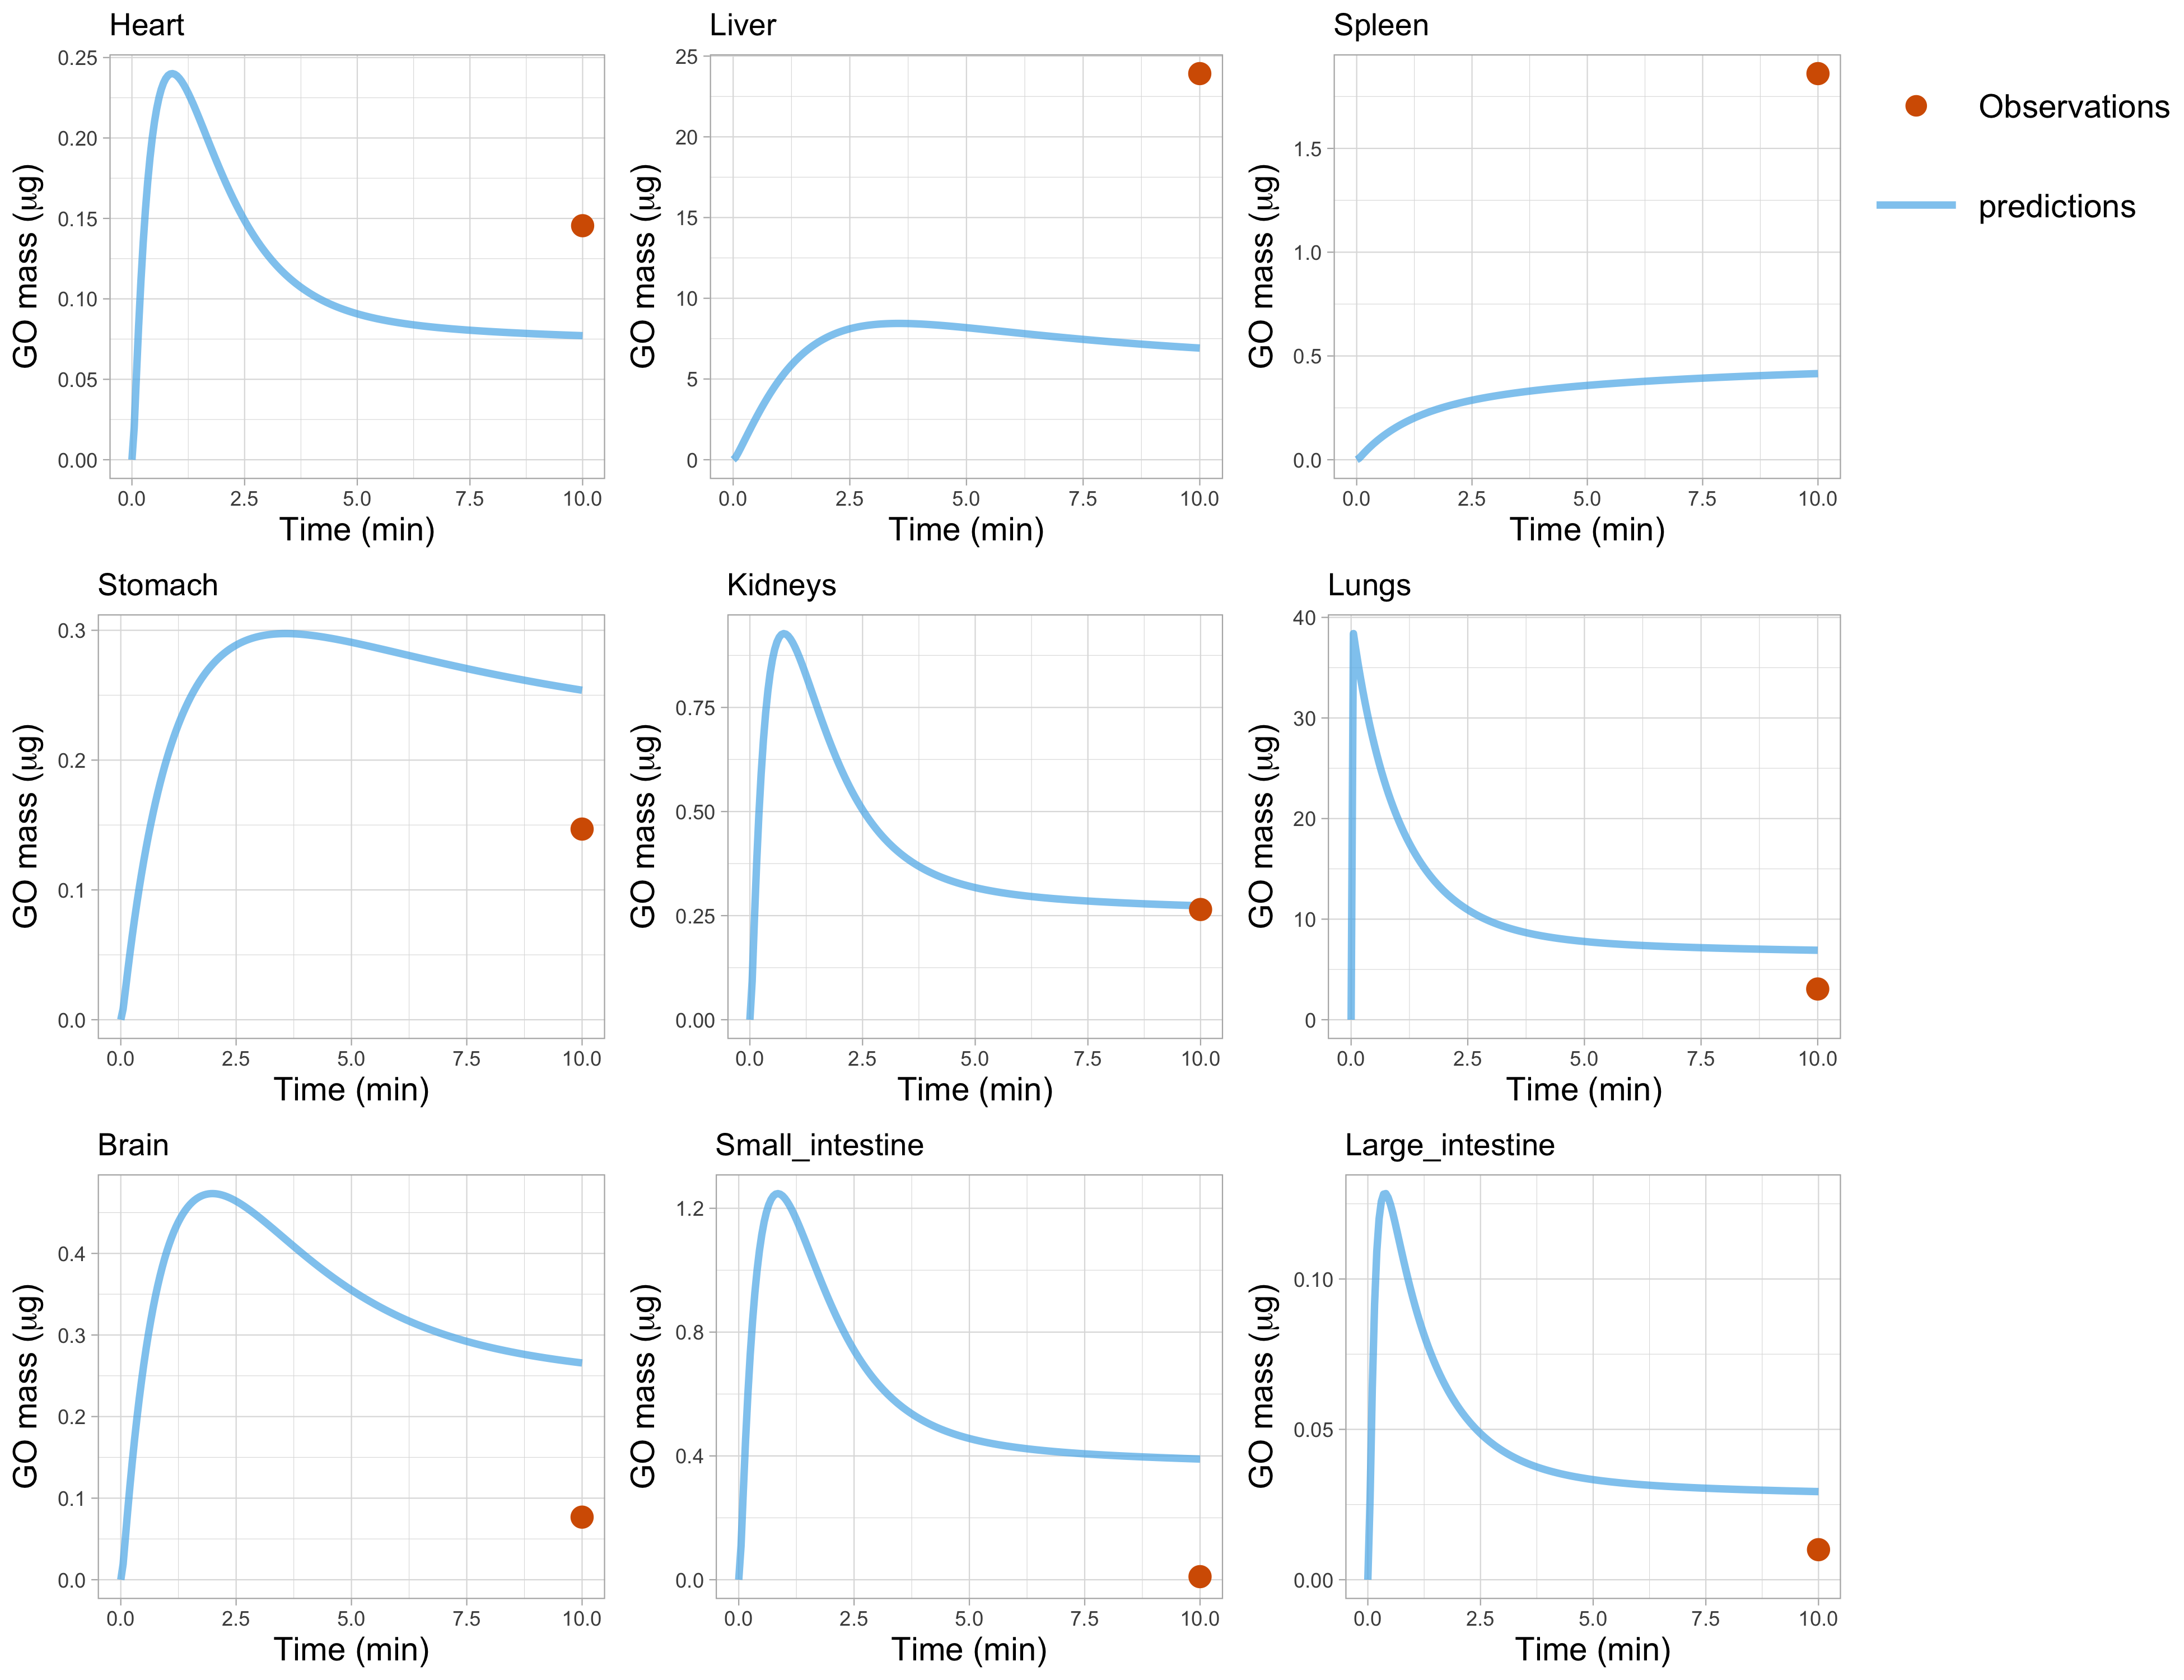 Heart
0.25
0.20
0.15
0.10
0.05
0.00
GO mass (µg)
0.0 2.5 5.0 7.5 10.0
Time (min)
Liver
25
20
15
10
5
0
GO mass (µg)
0.0 2.5 5.0 7.5 10.0
Time (min)
Spleen
1.5
1.0
0.5
0.0
GO mass (µg)
0.0 2.5 5.0 7.5 10.0
Time (min)
Observations
predictions
Stomach
0.3
0.2
0.1
0.0
GO mass (µg)
0.0 2.5 5.0 7.5 10.0
Time (min)
Kidneys
0.75
0.50
0.25
0.00
GO mass (µg)
0.0 2.5 5.0 7.5 10.0
Time (min)
Lungs
40
30
20
10
0
GO mass (µg)
0.0 2.5 5.0 7.5 10.0
Time (min)
Brain
0.4
0.3
0.2
0.1
0.0
GO mass (µg)
0.0 2.5 5.0 7.5 10.0
Time (min)
Small_intestine
1.2
0.8
0.4
0.0
GO mass (µg)
0.0 2.5 5.0 7.5 10.0
Time (min)
Large_intestine
0.10
0.05
0.00
GO mass (µg)
0.0 2.5 5.0 7.5 10.0
Time (min)